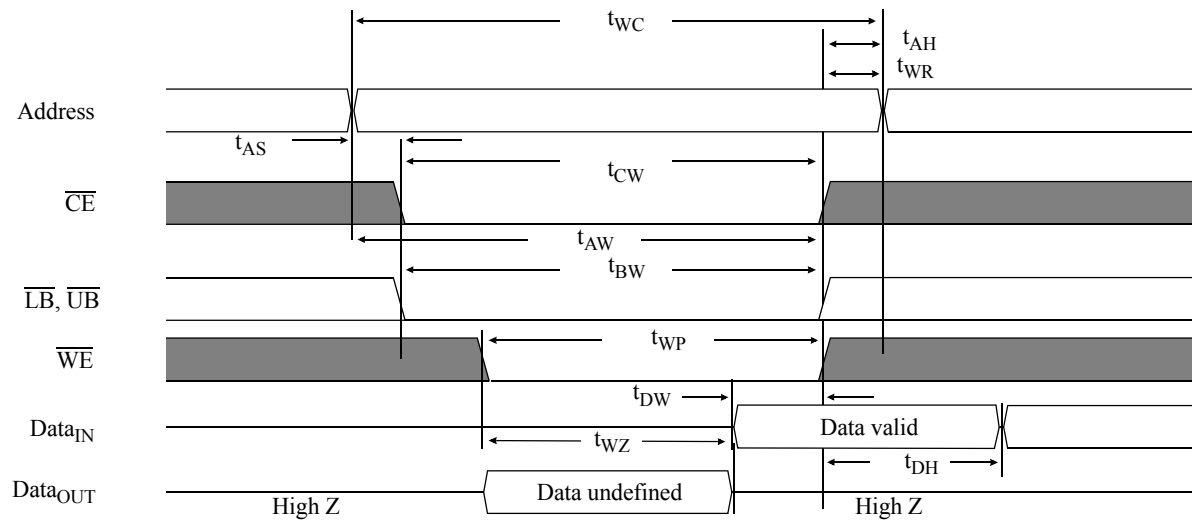 tWC
tAH
tWR
Address
tAS
tCW
CE
tAW
tBW
LB, UB
WE
tWP
tDW
DataIN
Data valid
tWZ
tDH
DataOUT
Data undefined
High Z
High Z